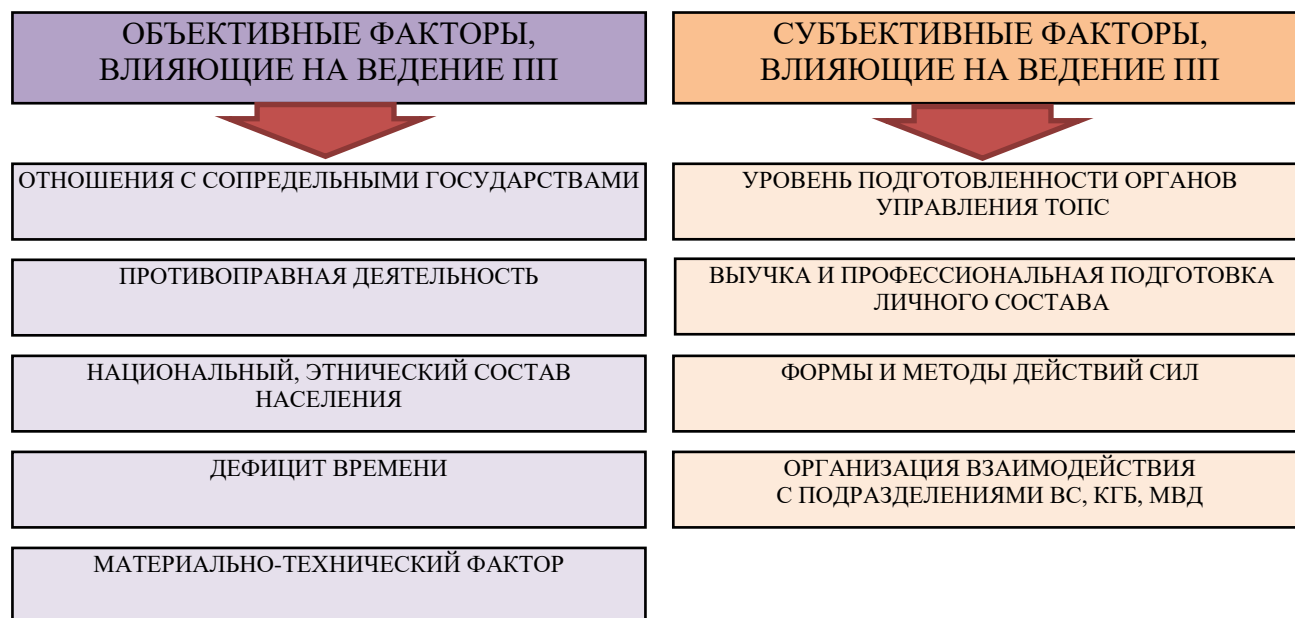 ОБЪЕКТИВНЫЕ ФАКТОРЫ,
ВЛИЯЮЩИЕ НА ВЕДЕНИЕ ПП
ОТНОШЕНИЯ С СОПРЕДЕЛЬНЫМИ ГОСУДАРСТВАМИ
ПРОТИВОПРАВНАЯ ДЕЯТЕЛЬНОСТЬ
НАЦИОНАЛЬНЫЙ, ЭТНИЧЕСКИЙ СОСТАВ
НАСЕЛЕНИЯ
ДЕФИЦИТ ВРЕМЕНИ
МАТЕРИАЛЬНО-ТЕХНИЧЕСКИЙ ФАКТОР
СУБЪЕКТИВНЫЕ ФАКТОРЫ,
ВЛИЯЮЩИЕ НА ВЕДЕНИЕ ПП
УРОВЕНЬ ПОДГОТОВЛЕННОСТИ ОРГАНОВ
УПРАВЛЕНИЯ ТОПС
ВЫУЧКА И ПРОФЕССИОНАЛЬНАЯ ПОДГОТОВКА
ЛИЧНОГО СОСТАВА
ФОРМЫ И МЕТОДЫ ДЕЙСТВИЙ СИЛ
ОРГАНИЗАЦИЯ ВЗАИМОДЕЙСТВИЯ
С ПОДРАЗДЕЛЕНИЯМИ ВС, КГБ, МВД